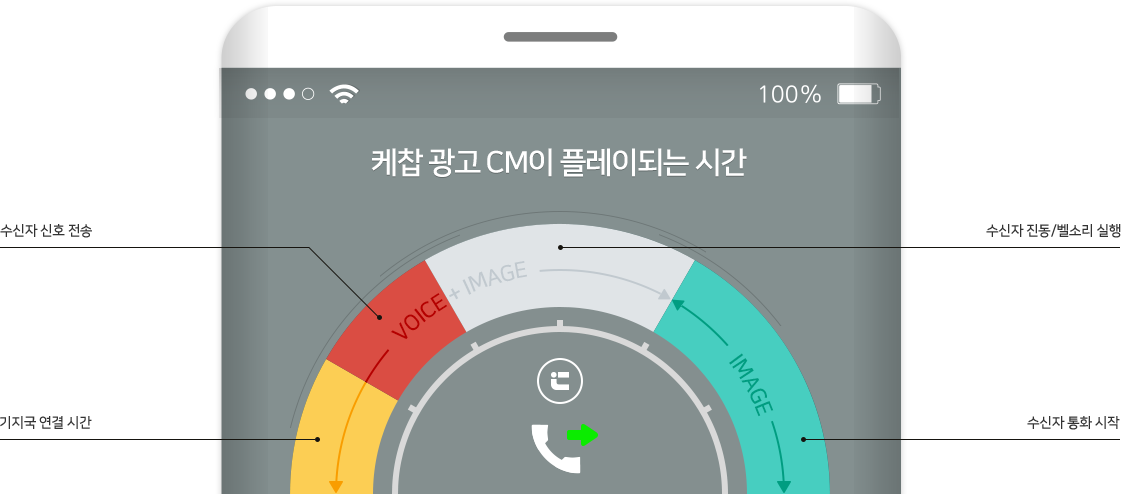 100%
케찹 광고 CM이 플레이되는 시간
수신자 신호 전송
수신자 진동/벨소리 실행
VOICE + IMAGE
IMAGE
기지국 연결 시간
수신자 통화 시작